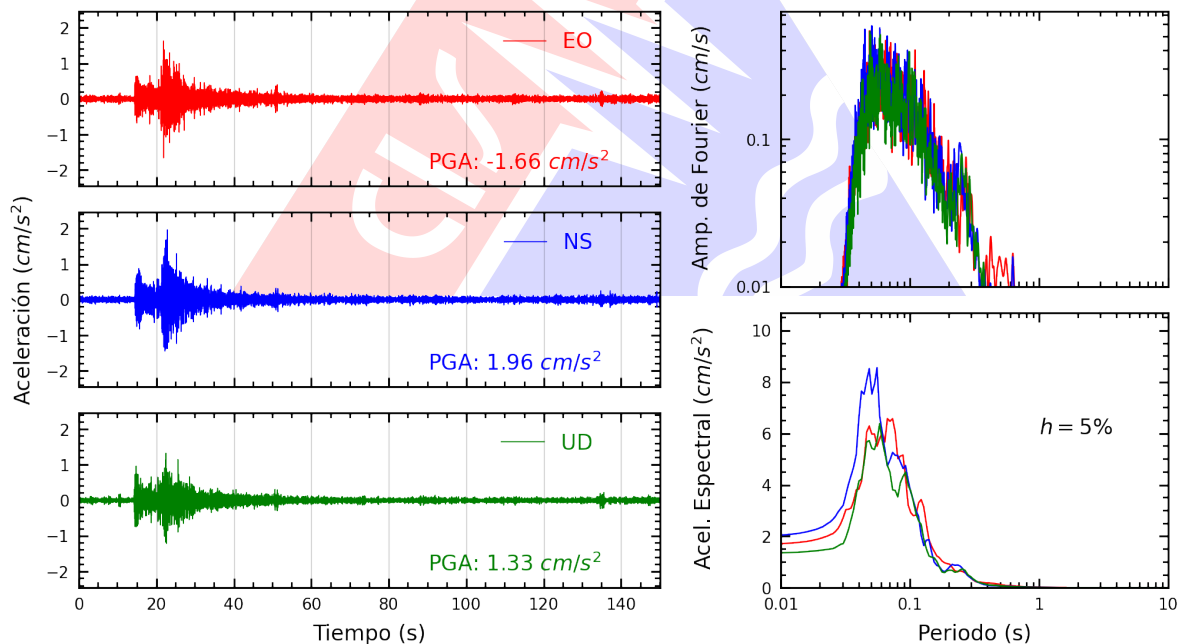 Aceleración (cm/s²)
2
1
0
−1
−2
EO
PGA: -1.66 cm/s²
2
1
0
−1
−2
NS
PGA: 1.96 cm/s²
2
1
0
−1
−2
UD
PGA: 1.33 cm/s²
0 20 40 60 80 100 120 140
Tiempo (s)
Amp. de Fourier (cm/s)
0.1
0.01
Acel. Espectral (cm/s²)
10
8
6
4
2
0
h = 5%
0.01 0.1 1 10
Periodo (s)